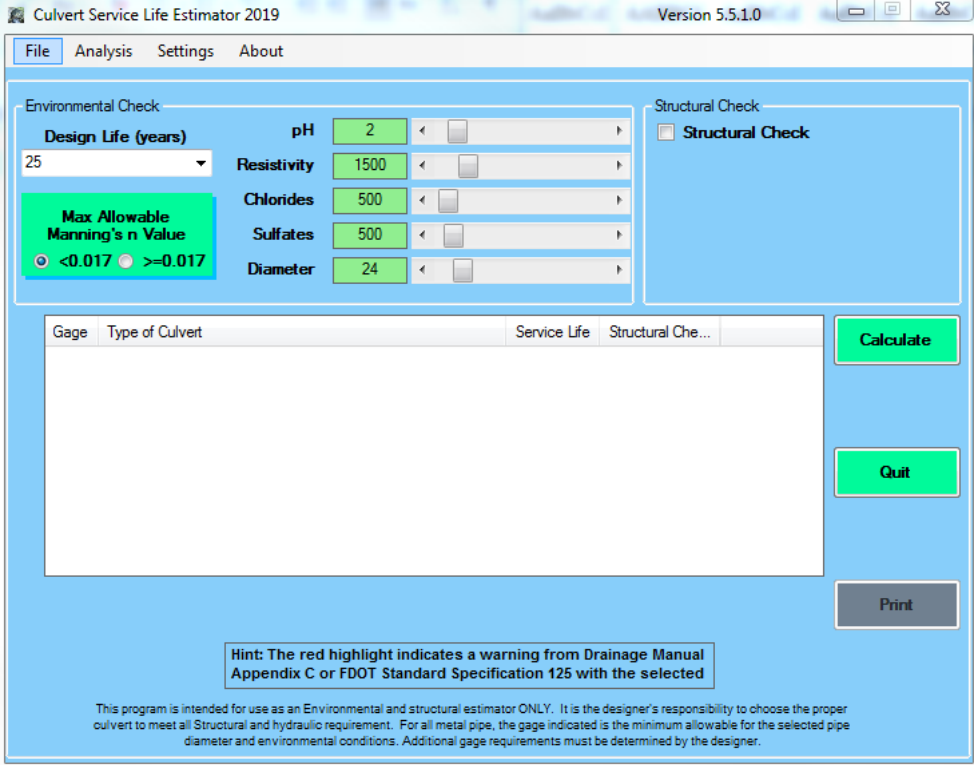 Culvert Service Life Estimator 2019 Version 5.5.1.0
File Analysis Settings About
Environmental Check
Structural Check
Design Life (years)
25
Max Allowable
Manning's n Value
<0.017 >=0.017
pH 2
Resistivity 1500
Chlorides 500
Sulfates 500
Diameter 24
Structural Check
Gage Type of Culvert Service Life Structural Che...
Calculate
Quit
Print
Hint: The red highlight indicates a warning from Drainage Manual
Appendix C or FDOT Standard Specification 125 with the selected
This program is intended for use as an Environmental and structural estimator ONLY. It is the designer's responsibility to choose the proper
culvert to meet all Structural and hydraulic requirement. For all metal pipe, the gage indicated is the minimum allowable for the selected pipe
diameter and environmental conditions. Additional gage requirements must be determined by the designer.